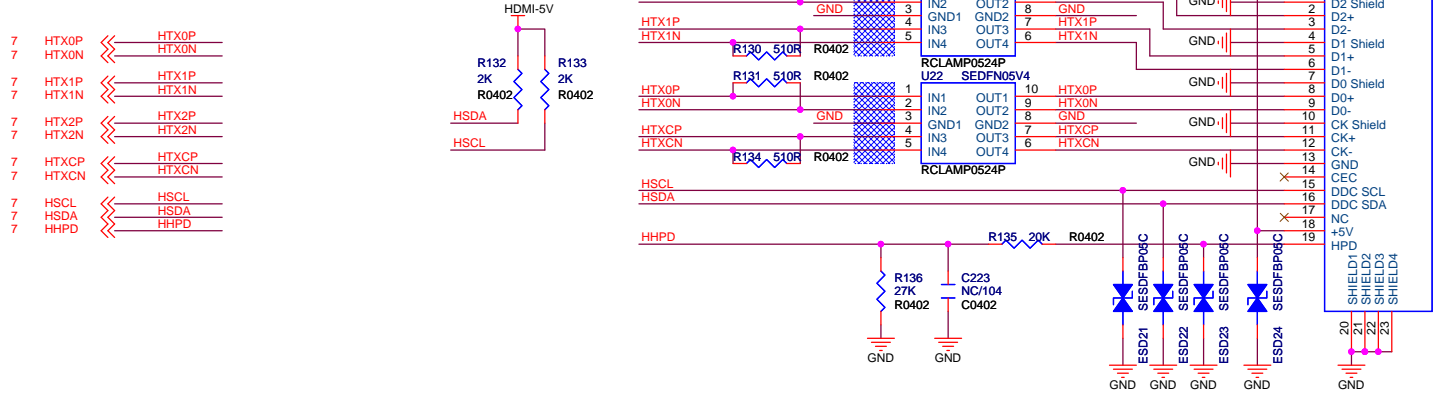 HDMI-5V
7 HTX0P HTX0P
7 HTX0N HTX0N
7 HTX1P HTX1P
7 HTX1N HTX1N
7 HTX2P HTX2P
7 HTX2N HTX2N
7 HTXCP HTXCP
7 HTXCN HTXCN
7 HSCL HSCL
7 HSDA HSDA
7 HHPD HHPD
R132
2K
R0402
R133
2K
R0402
HSDA
HSCL
IN2 OUT2
GND 3 GND1 GND2 8 GND
HTX1P 4 IN3 OUT3 7 HTX1P
HTX1N 5 IN4 OUT4 6 HTX1N
R130 510R R0402
RCLAMP0524P
R131 510R R0402
U22 SEDFN05V4
HTX0P 1 IN1 OUT1 10 HTX0P
HTX0N 2 IN2 OUT2 9 HTX0N
GND 3 GND1 GND2 8 GND
HTXCP 4 IN3 OUT3 7 HTXCP
HTXCN 5 IN4 OUT4 6 HTXCN
R134 510R R0402
RCLAMP0524P
HSCL
HSDA
HHPD
R135 20K R0402
R136
27K
R0402
GND
C223
NC/104
C0402
GND
SESDFBP05C
ESD21
GND
SESDFBP05C
ESD22
GND
SESDFBP05C
ESD23
GND
SESDFBP05C
ESD24
GND
GND
D2 Shield
2
D2+
3
D2-
GND 4
D1 Shield
5
D1+
6
D1-
GND 7
D0 Shield
8
D0+
9
D0-
GND 10
CK Shield
11
CK+
12
CK-
GND 13
GND
14
CEC
15
DDC SCL
16
DDC SDA
17
NC
18
+5V
19
HPD
SHIELD1
SHIELD2
SHIELD3
SHIELD4
20
21
22
23
GND